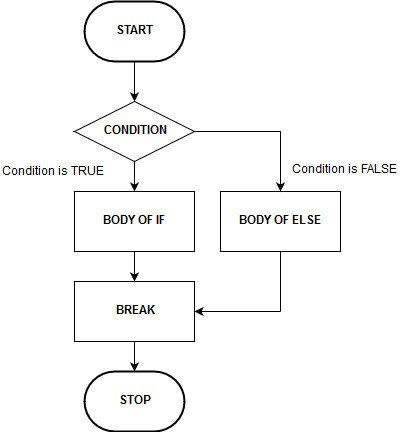 START
CONDITION
Condition is TRUE
Condition is FALSE
BODY OF IF
BODY OF ELSE
BREAK
STOP